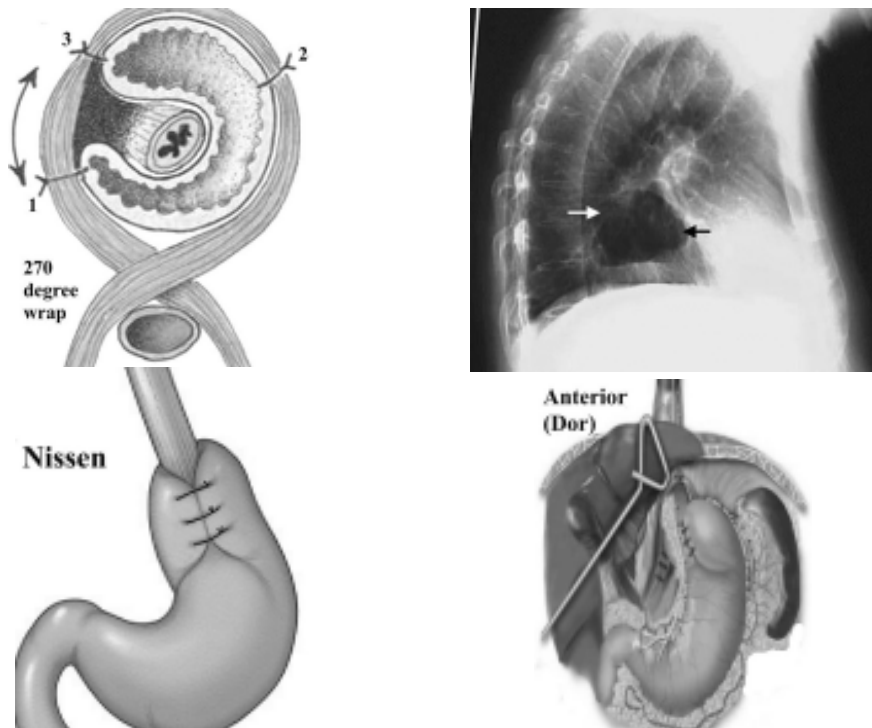 3
2
1
270
degree
wrap
Nissen
Anterior
(Dor)